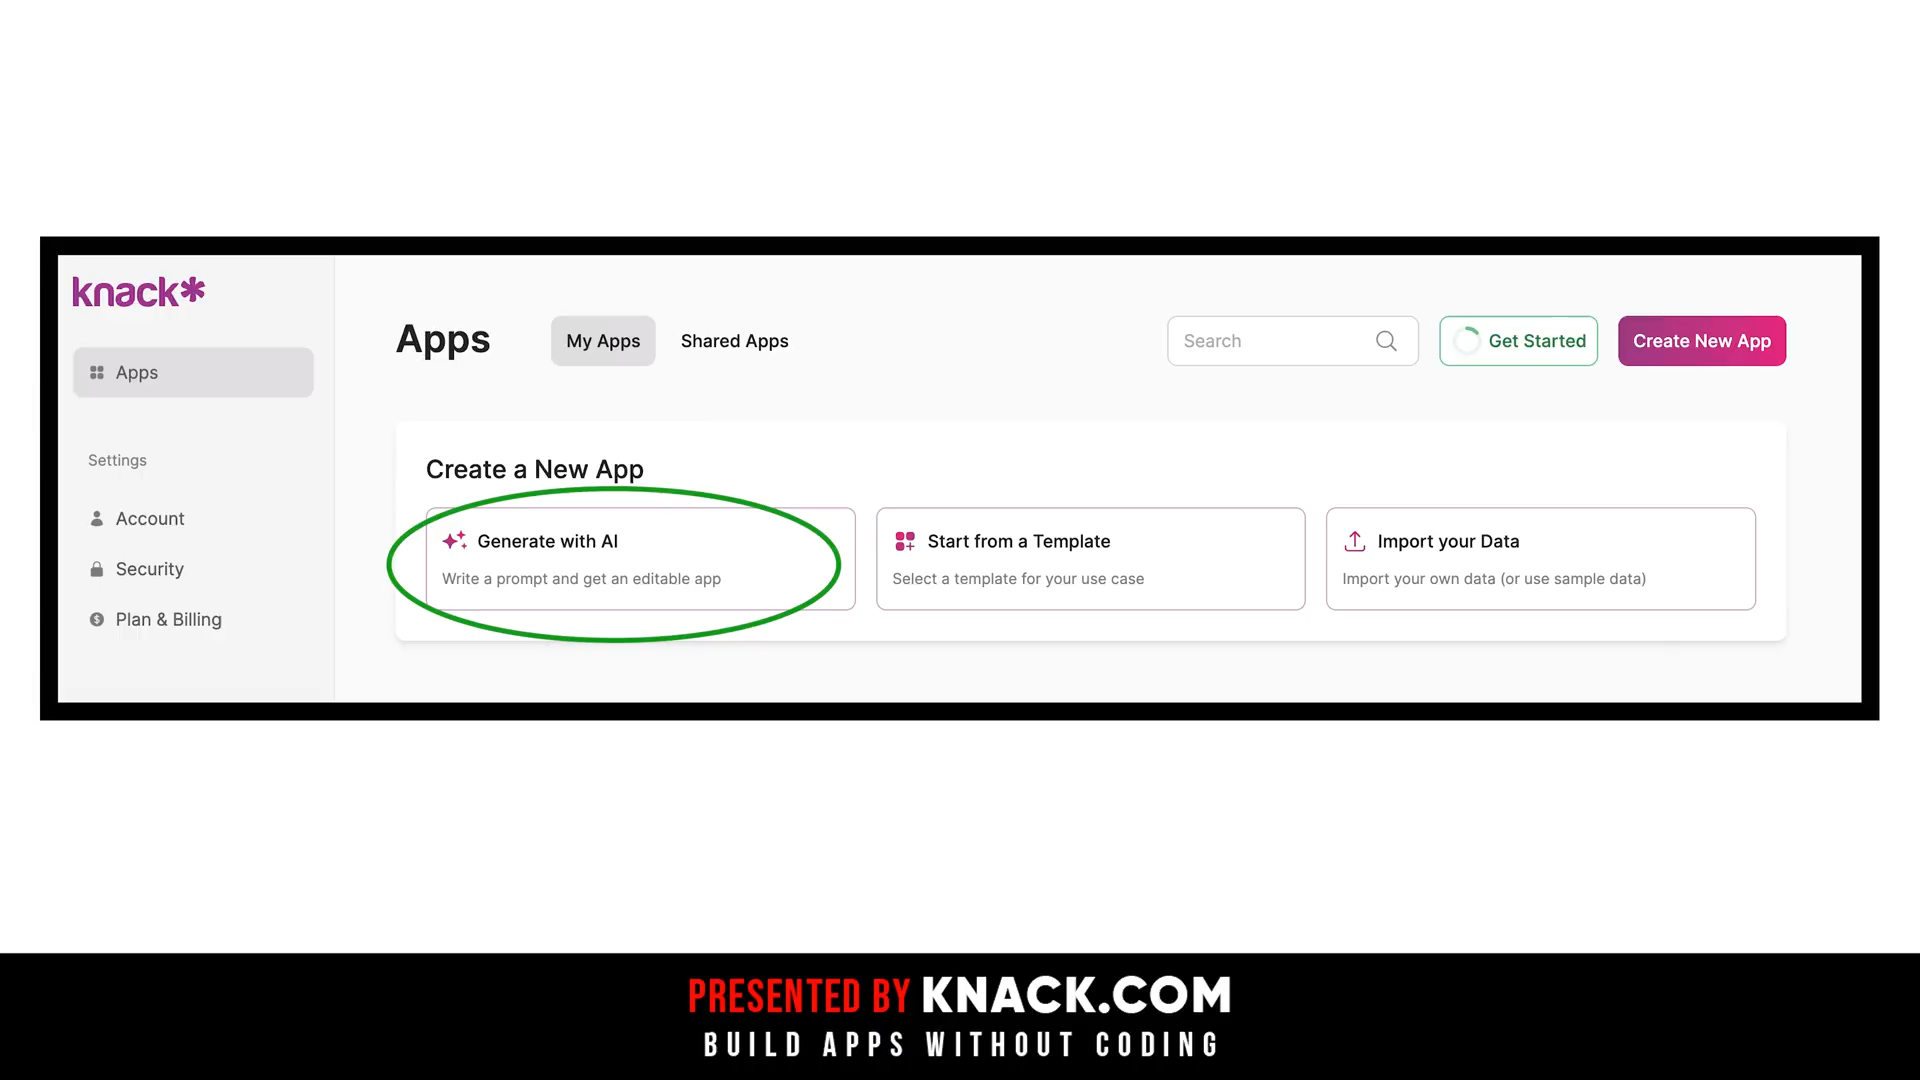 knack*
Apps
Settings
Account
Security
Plan & Billing
Apps
My Apps
Shared Apps
Search
Get Started
Create New App
Create a New App
Generate with AI
Write a prompt and get an editable app
Start from a Template
Select a template for your use case
Import your Data
Import your own data (or use sample data)
PRESENTED BY KNACK.COM
BUILD APPS WITHOUT CODING